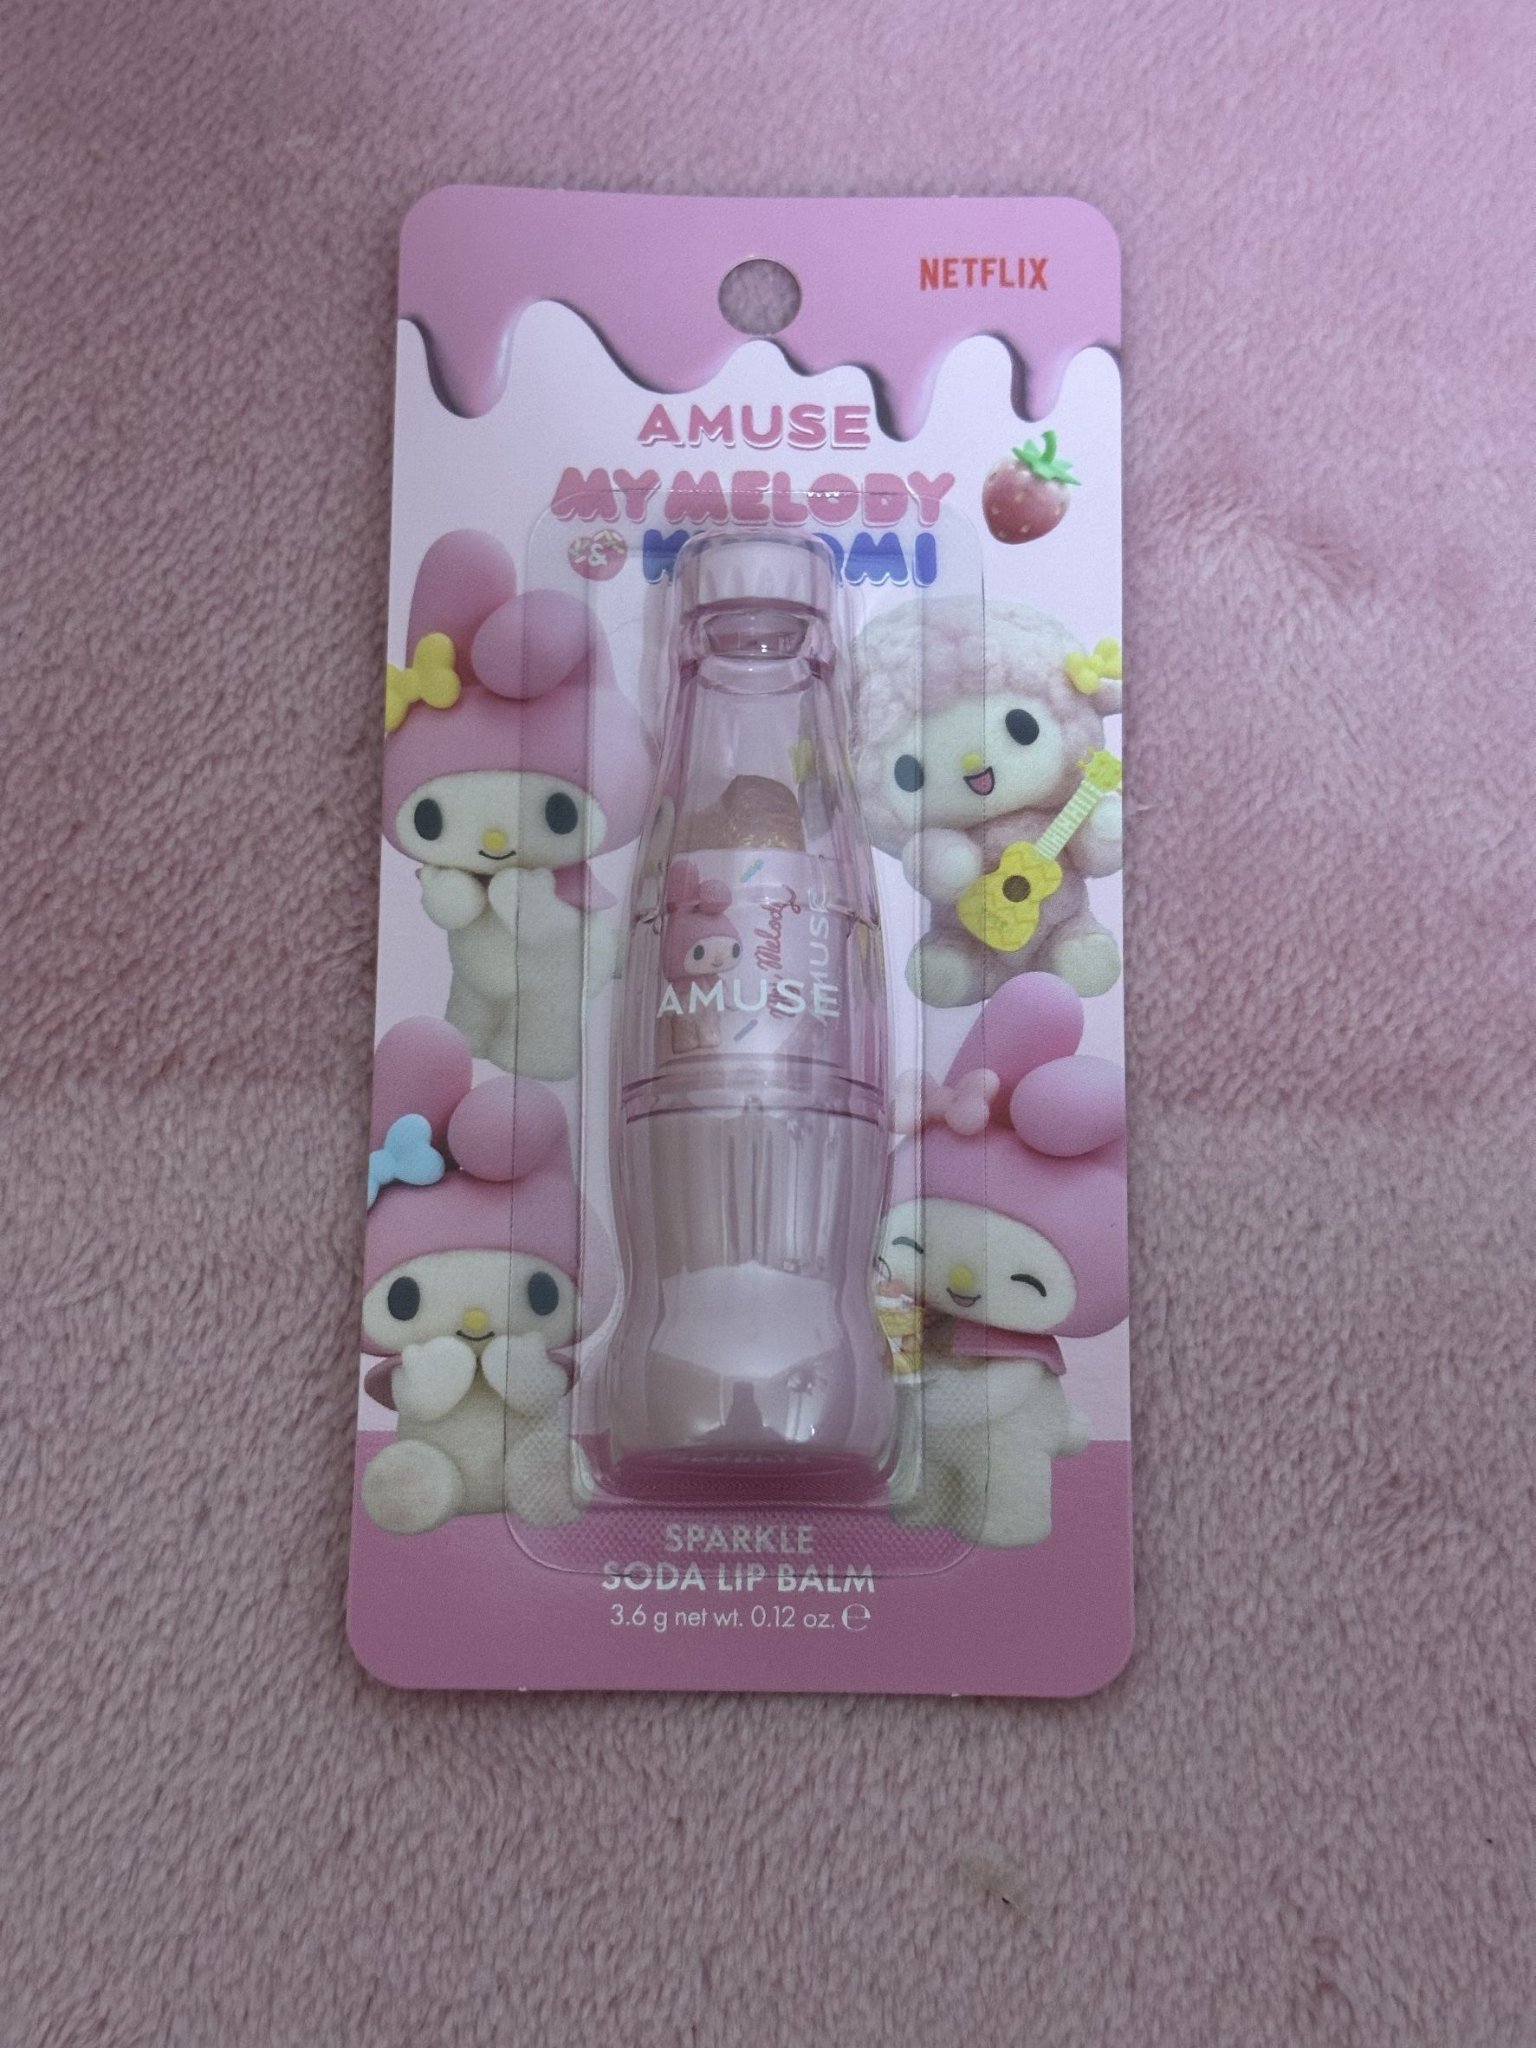 NETFLIX
AMUSE
MY MELODY
&
My Melody
AMUSE
AMUSE
SPARKLE
SODA LIP BALM
3.6 g net wt. 0.12 oz. ℮